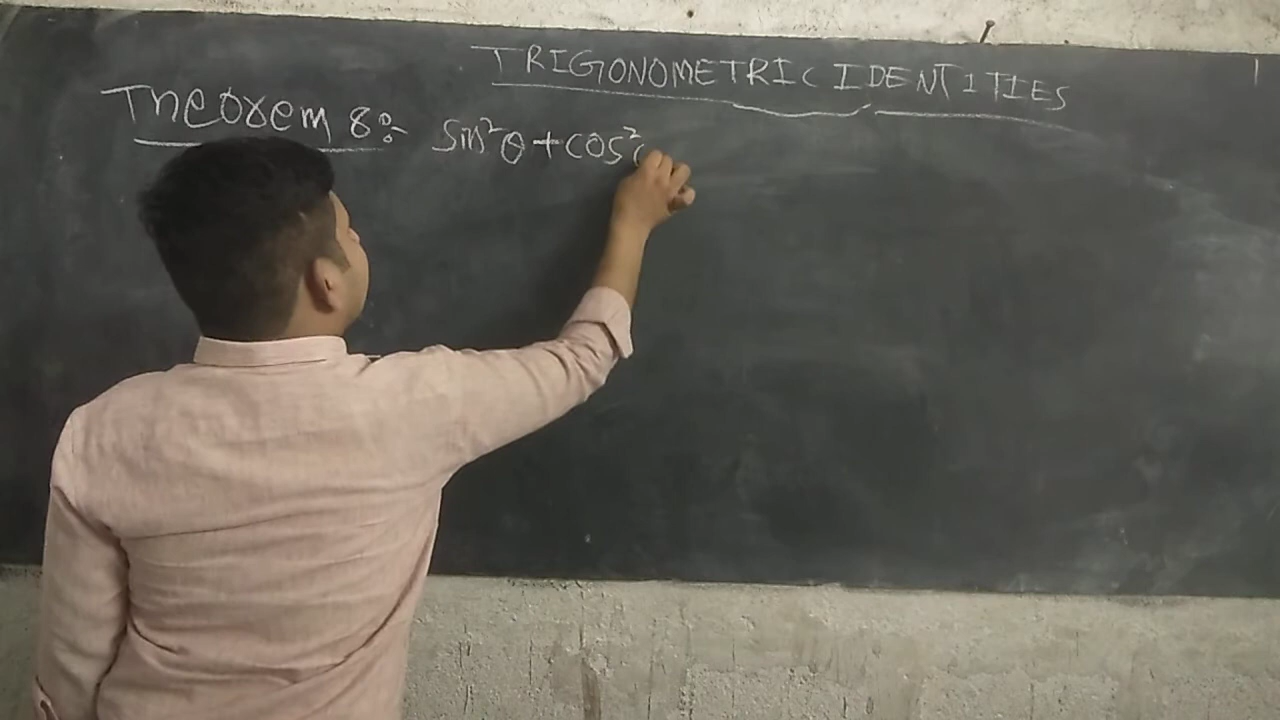 TRIGONOMETRIC IDENTITIES
Theorem 8:- Sin²θ + cos²